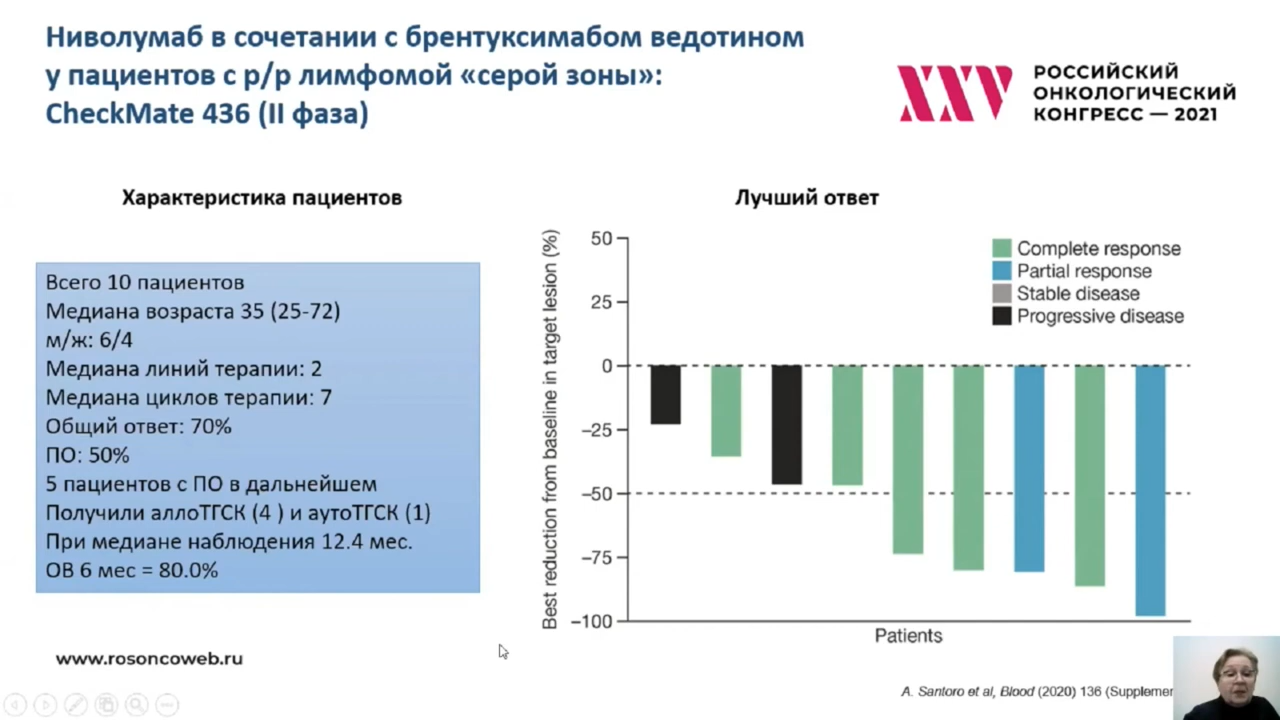 Ниволумаб в сочетании с брентуксимабом ведотином
у пациентов с р/р лимфомой «серой зоны»:
CheckMate 436 (II фаза)
XXV
РОССИЙСКИЙ
ОНКОЛОГИЧЕСКИЙ
КОНГРЕСС — 2021
Характеристика пациентов
Всего 10 пациентов
Медиана возраста 35 (25-72)
м/ж: 6/4
Медиана линий терапии: 2
Медиана циклов терапии: 7
Общий ответ: 70%
ПО: 50%
5 пациентов с ПО в дальнейшем
Получили аллоТГСК (4 ) и аутоТГСК (1)
При медиане наблюдения 12.4 мес.
ОВ 6 мес = 80.0%
Лучший ответ
Best reduction from baseline in target lesion (%)
50
25
0
−25
−50
−75
−100
Complete response
Partial response
Stable disease
Progressive disease
Patients
www.rosoncoweb.ru
A. Santoro et al, Blood (2020) 136 (